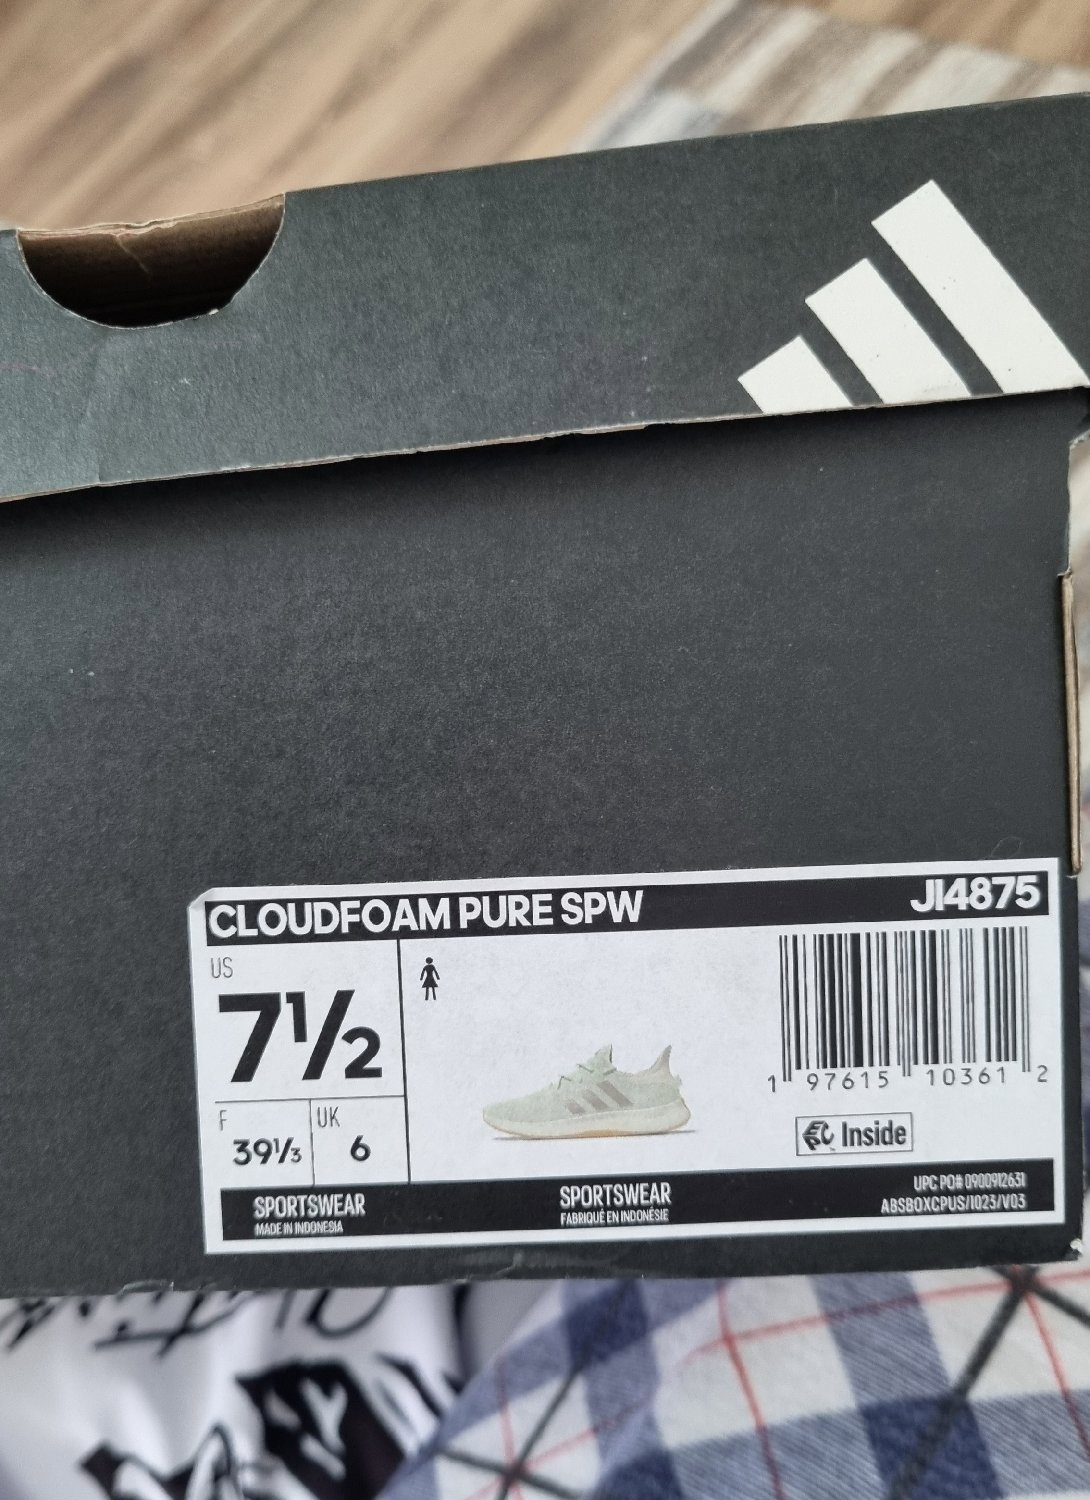 CLOUDFOAM PURE SPW JI4875
US
7½
F
39⅓
UK
6
1 97615 10361 2
Inside
SPORTSWEAR
MADE IN INDONESIA
SPORTSWEAR
FABRIQUÉ EN INDONÉSIE
UPC PO# 0900912631
ABSBOXCPUS/1023/V03